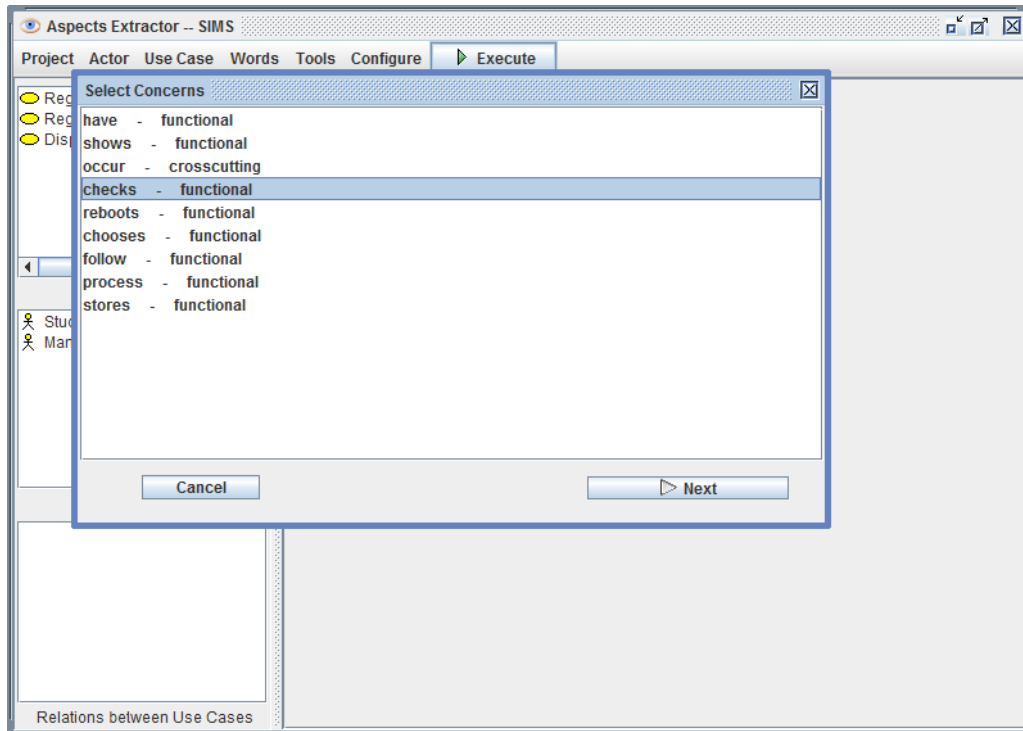 Aspects Extractor -- SIMS
Project Actor Use Case Words Tools Configure Execute
Select Concerns
have - functional
shows - functional
occur - crosscutting
checks - functional
reboots - functional
chooses - functional
follow - functional
process - functional
stores - functional
Cancel Next
Relations between Use Cases